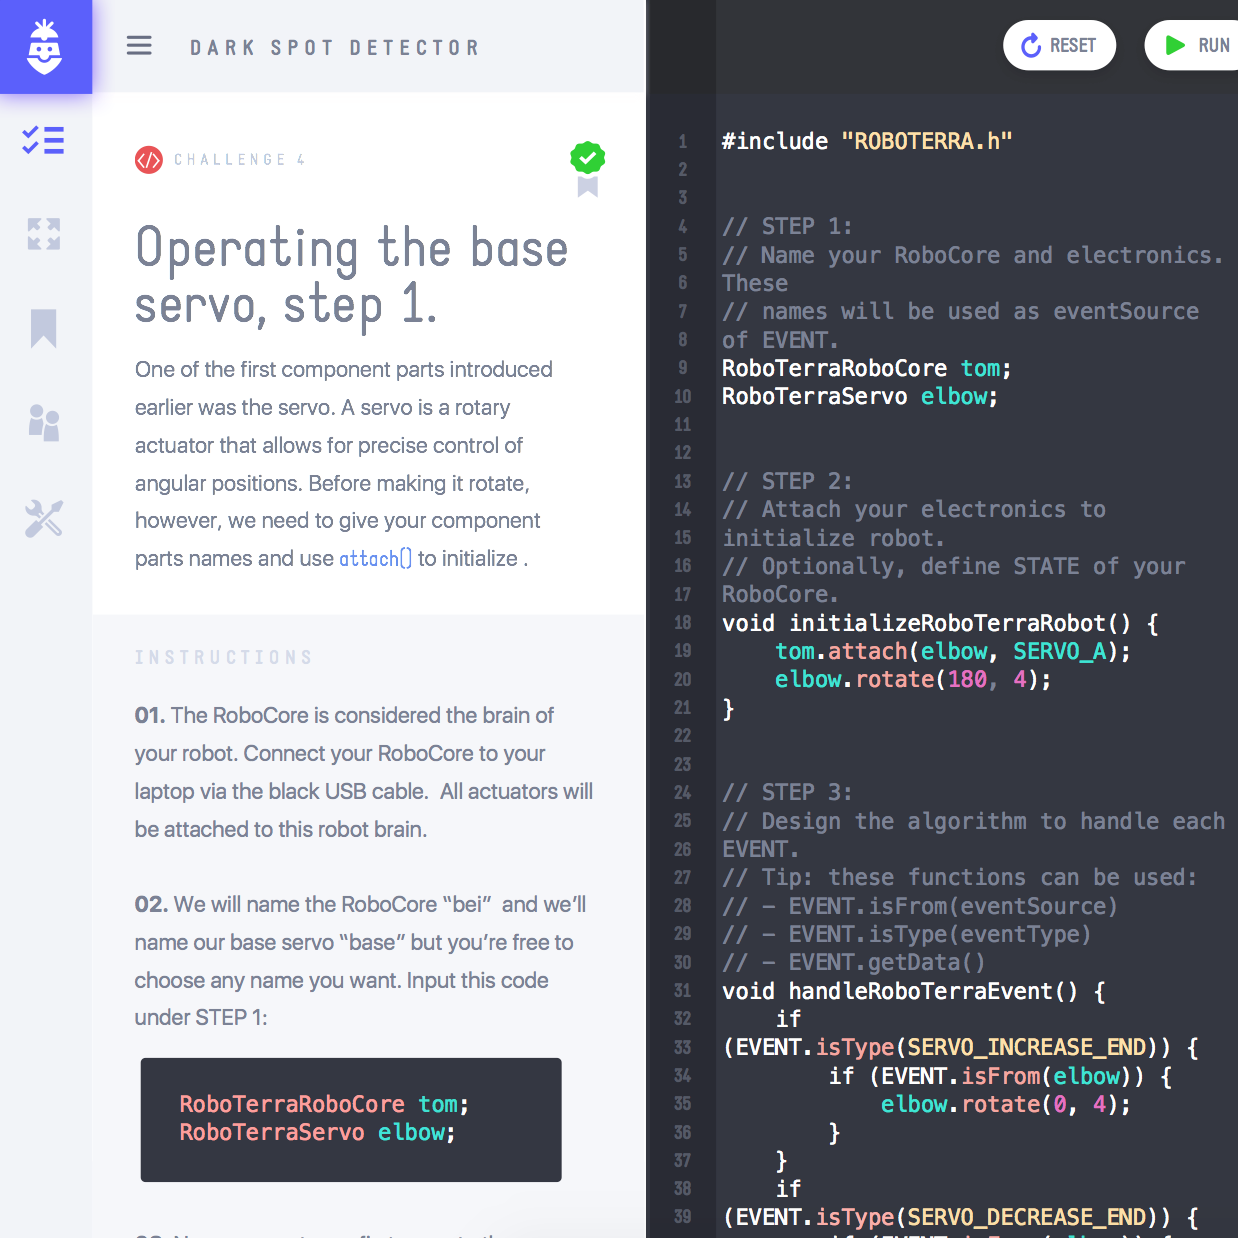 DARK SPOT DETECTOR
RESET
RUN
CHALLENGE 4
Operating the base
servo, step 1.
One of the first component parts introduced
earlier was the servo. A servo is a rotary
actuator that allows for precise control of
angular positions. Before making it rotate,
however, we need to give your component
parts names and use attach() to initialize .
INSTRUCTIONS
01. The RoboCore is considered the brain of
your robot. Connect your RoboCore to your
laptop via the black USB cable.  All actuators will
be attached to this robot brain.
02. We will name the RoboCore “bei”  and we’ll
name our base servo “base” but you’re free to
choose any name you want. Input this code
under STEP 1:
RoboTerraRoboCore tom;
RoboTerraServo elbow;
1 #include "ROBOTERRA.h"
2
3
4 // STEP 1:
5 // Name your RoboCore and electronics.
6 These
7 // names will be used as eventSource
8 of EVENT.
9 RoboTerraRoboCore tom;
10 RoboTerraServo elbow;
11
12
13 // STEP 2:
14 // Attach your electronics to
15 initialize robot.
16 // Optionally, define STATE of your
17 RoboCore.
18 void initializeRoboTerraRobot() {
19     tom.attach(elbow, SERVO_A);
20     elbow.rotate(180, 4);
21 }
22
23
24 // STEP 3:
25 // Design the algorithm to handle each
26 EVENT.
27 // Tip: these functions can be used:
28 // - EVENT.isFrom(eventSource)
29 // - EVENT.isType(eventType)
30 // - EVENT.getData()
31 void handleRoboTerraEvent() {
32     if
33 (EVENT.isType(SERVO_INCREASE_END)) {
34         if (EVENT.isFrom(elbow)) {
35             elbow.rotate(0, 4);
36         }
37     }
38     if
39 (EVENT.isType(SERVO_DECREASE_END)) {